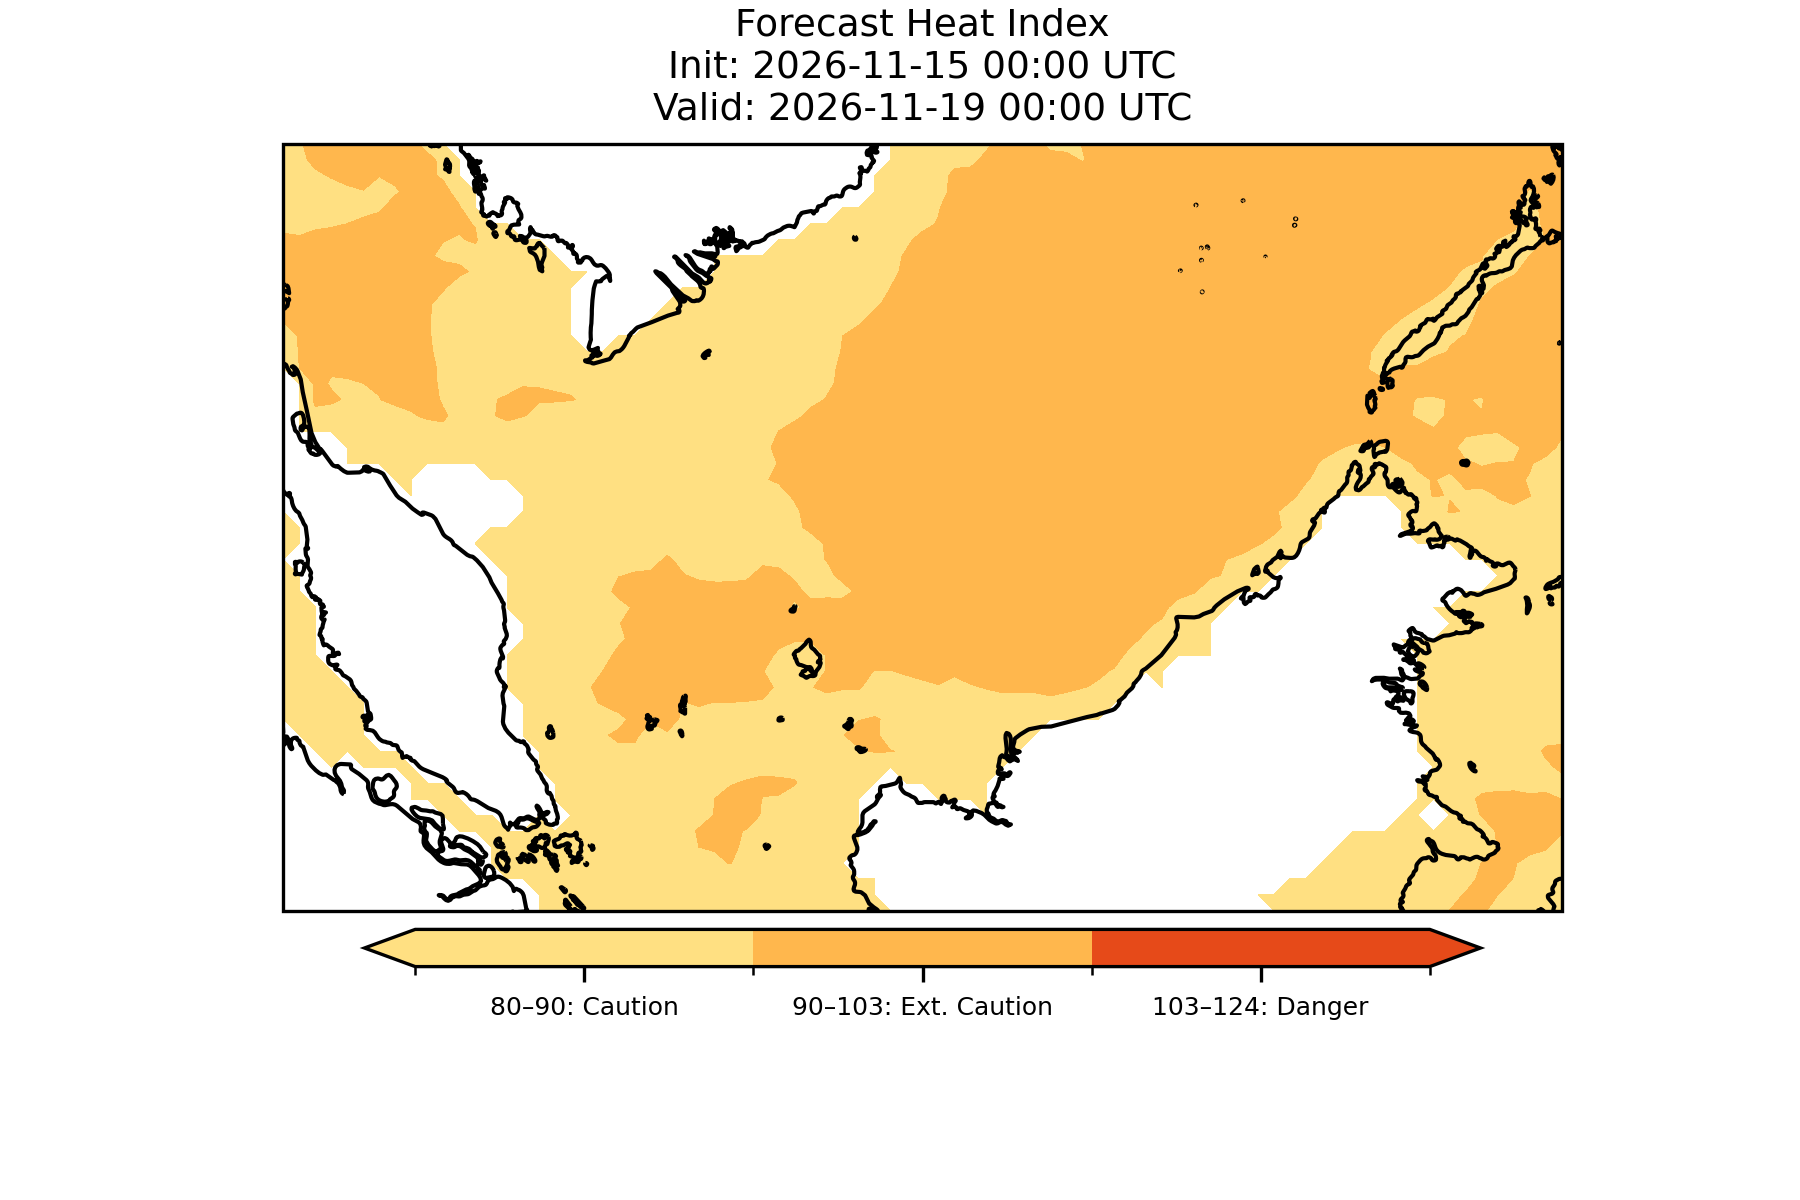 Forecast Heat Index
Init: 2026-11-15 00:00 UTC
Valid: 2026-11-19 00:00 UTC
80–90: Caution
90–103: Ext. Caution
103–124: Danger